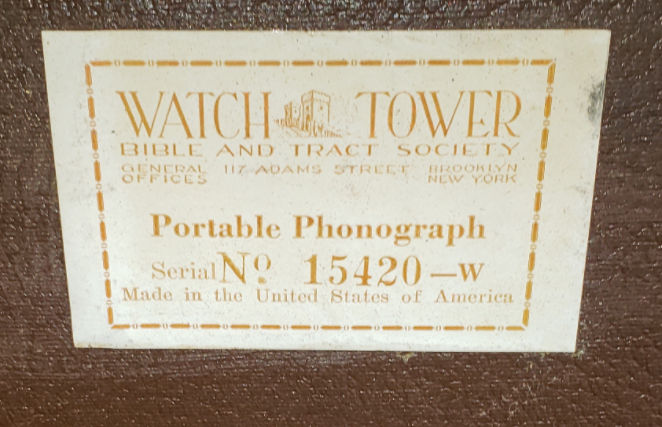 WATCH TOWER
BIBLE AND TRACT SOCIETY
GENERAL OFFICES 117 ADAMS STREET BROOKLYN NEW YORK
Portable Phonograph
Serial Nº 15420-W
Made in the United States of America